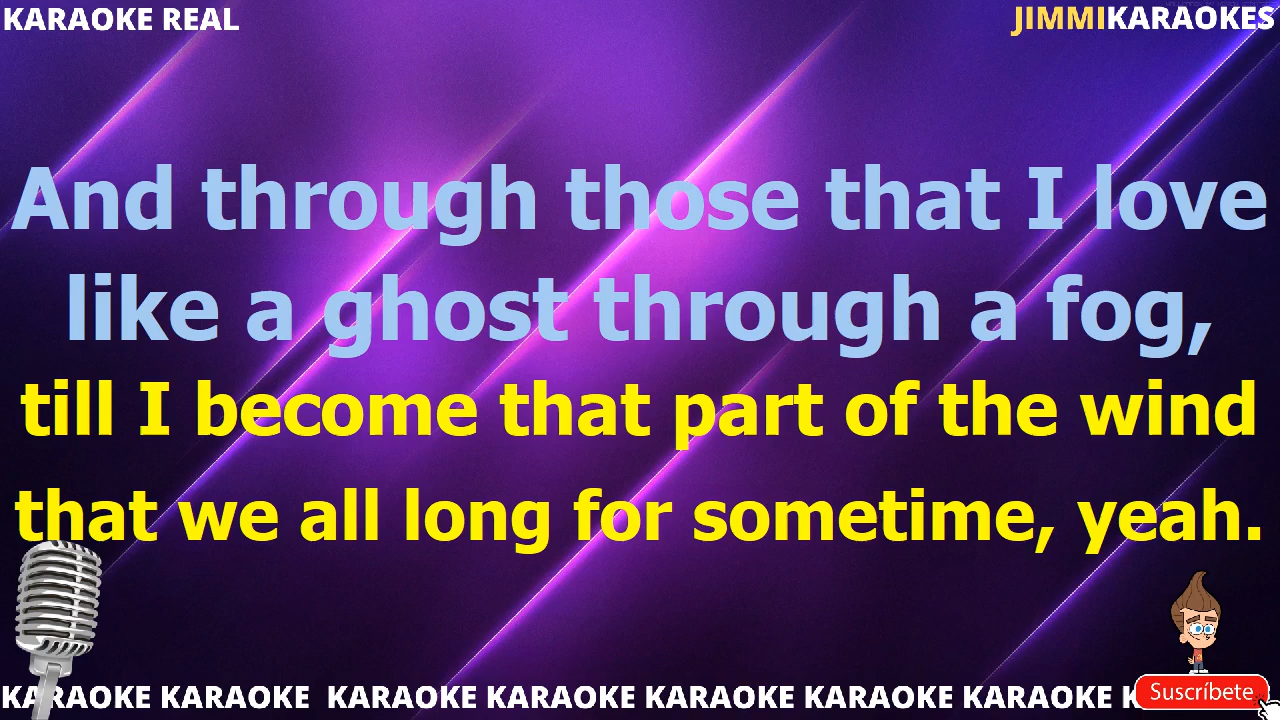 KARAOKE REAL
JIMMIKARAOKES
And through those that I love
like a ghost through a fog,
till I become that part of the wind
that we all long for sometime, yeah.
KARAOKE KARAOKE KARAOKE KARAOKE KARAOKE KARAOKE KARAOKE K
Suscríbete